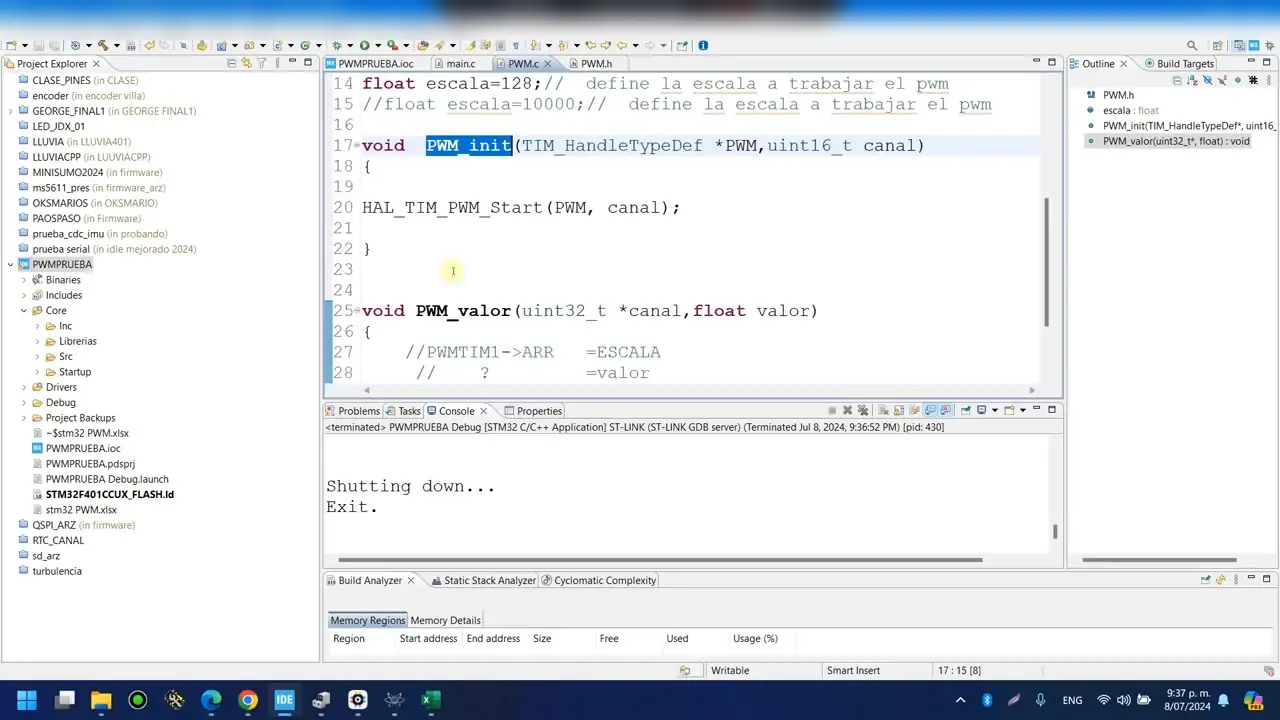 Project Explorer
PWMPRUEBA.ioc
main.c
PWM.c
PWM.h
Outline
Build Targets
CLASE_PINES (in CLASE)
encoder (in encoder villa)
GEORGE_FINAL1 (in GEORGE FINAL1)
LED_JDX_01
LLUVIA (in LLUVIA401)
LLUVIACPP (in LUUVIACPP)
MINISUMO2024 (in firmware)
ms5611_pres (in firmware_arz)
OKSMARIOS (in OKSMARIO)
PAOSPASO (in Firmware)
prueba_cdc_imu (in probando)
prueba serial (in idle mejorado 2024)
PWMPRUEBA
Binaries
Includes
Core
Inc
Librerias
Src
Startup
Drivers
Debug
Project Backups
~$stm32 PWM.xlsx
PWMPRUEBA.ioc
PWMPRUEBA.pdsprj
PWMPRUEBA Debug.launch
STM32F401CCUX_FLASH.ld
stm32 PWM.xlsx
QSPI_ARZ (in firmware)
RTC_CANAL
sd_arz
turbulencia
14 float escala=128;//  define la escala a trabajar el pwm
15 //float escala=10000;//  define la escala a trabajar el pwm
16
17 void  PWM_init(TIM_HandleTypeDef *PWM,uint16_t canal)
18 {
19
20 HAL_TIM_PWM_Start(PWM, canal);
21
22 }
23
24
25 void PWM_valor(uint32_t *canal,float valor)
26 {
27     //PWMTIM1->ARR   =ESCALA
28      //    ?         =valor
PWM.h
escala : float
PWM_init(TIM_HandleTypeDef*, uint16_
PWM_valor(uint32_t*, float) : void
Problems
Tasks
Console
Properties
<terminated> PWMPRUEBA Debug [STM32 C/C++ Application] ST-LINK (ST-LINK GDB server) (Terminated Jul 8, 2024, 9:36:52 PM) [pid: 430]
Shutting down...
Exit.
Build Analyzer
Static Stack Analyzer
Cyclomatic Complexity
Memory Regions
Memory Details
Region
Start address
End address
Size
Free
Used
Usage (%)
Writable
Smart Insert
17 : 15 [8]
IDE
ENG
9:37 p. m.
8/07/2024